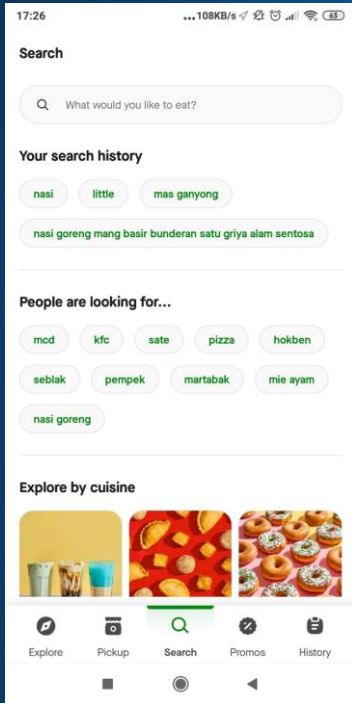 17:26 ...108KB/s 63
Search
What would you like to eat?
Your search history
nasi little mas ganyong
nasi goreng mang basir bunderan satu griya alam sentosa
People are looking for...
mcd kfc sate pizza hokben
seblak pempek martabak mie ayam
nasi goreng
Explore by cuisine
Explore Pickup Search Promos History